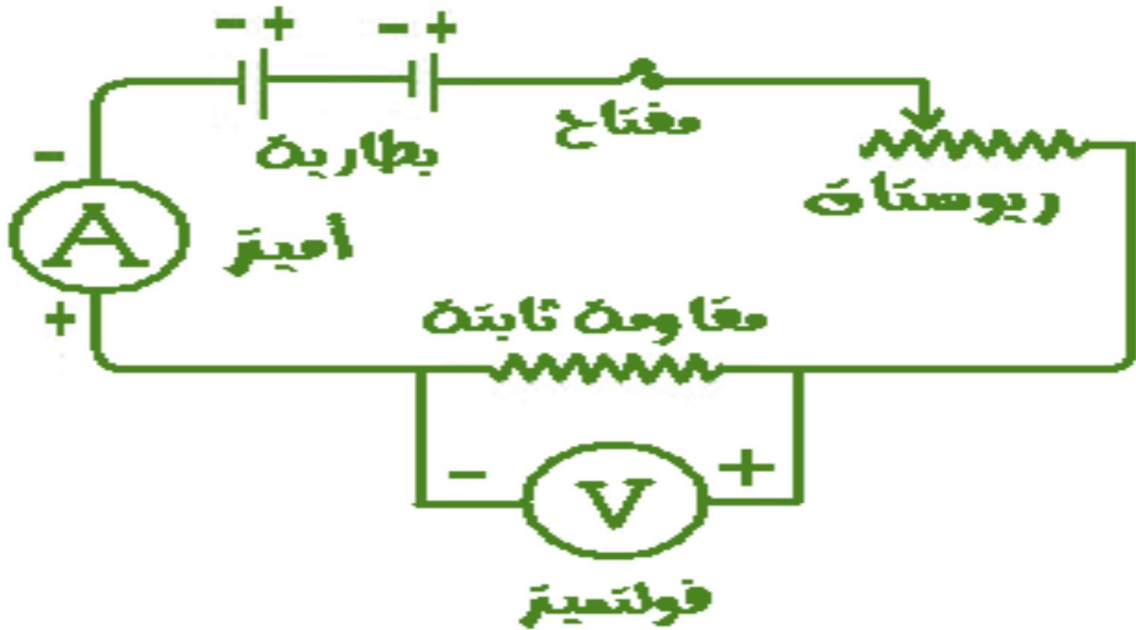 - + - +
مفتاح
بطارية
ريوستات
-
A
أميتر
+
مقاومة ثابتة
- V +
فولتميتر